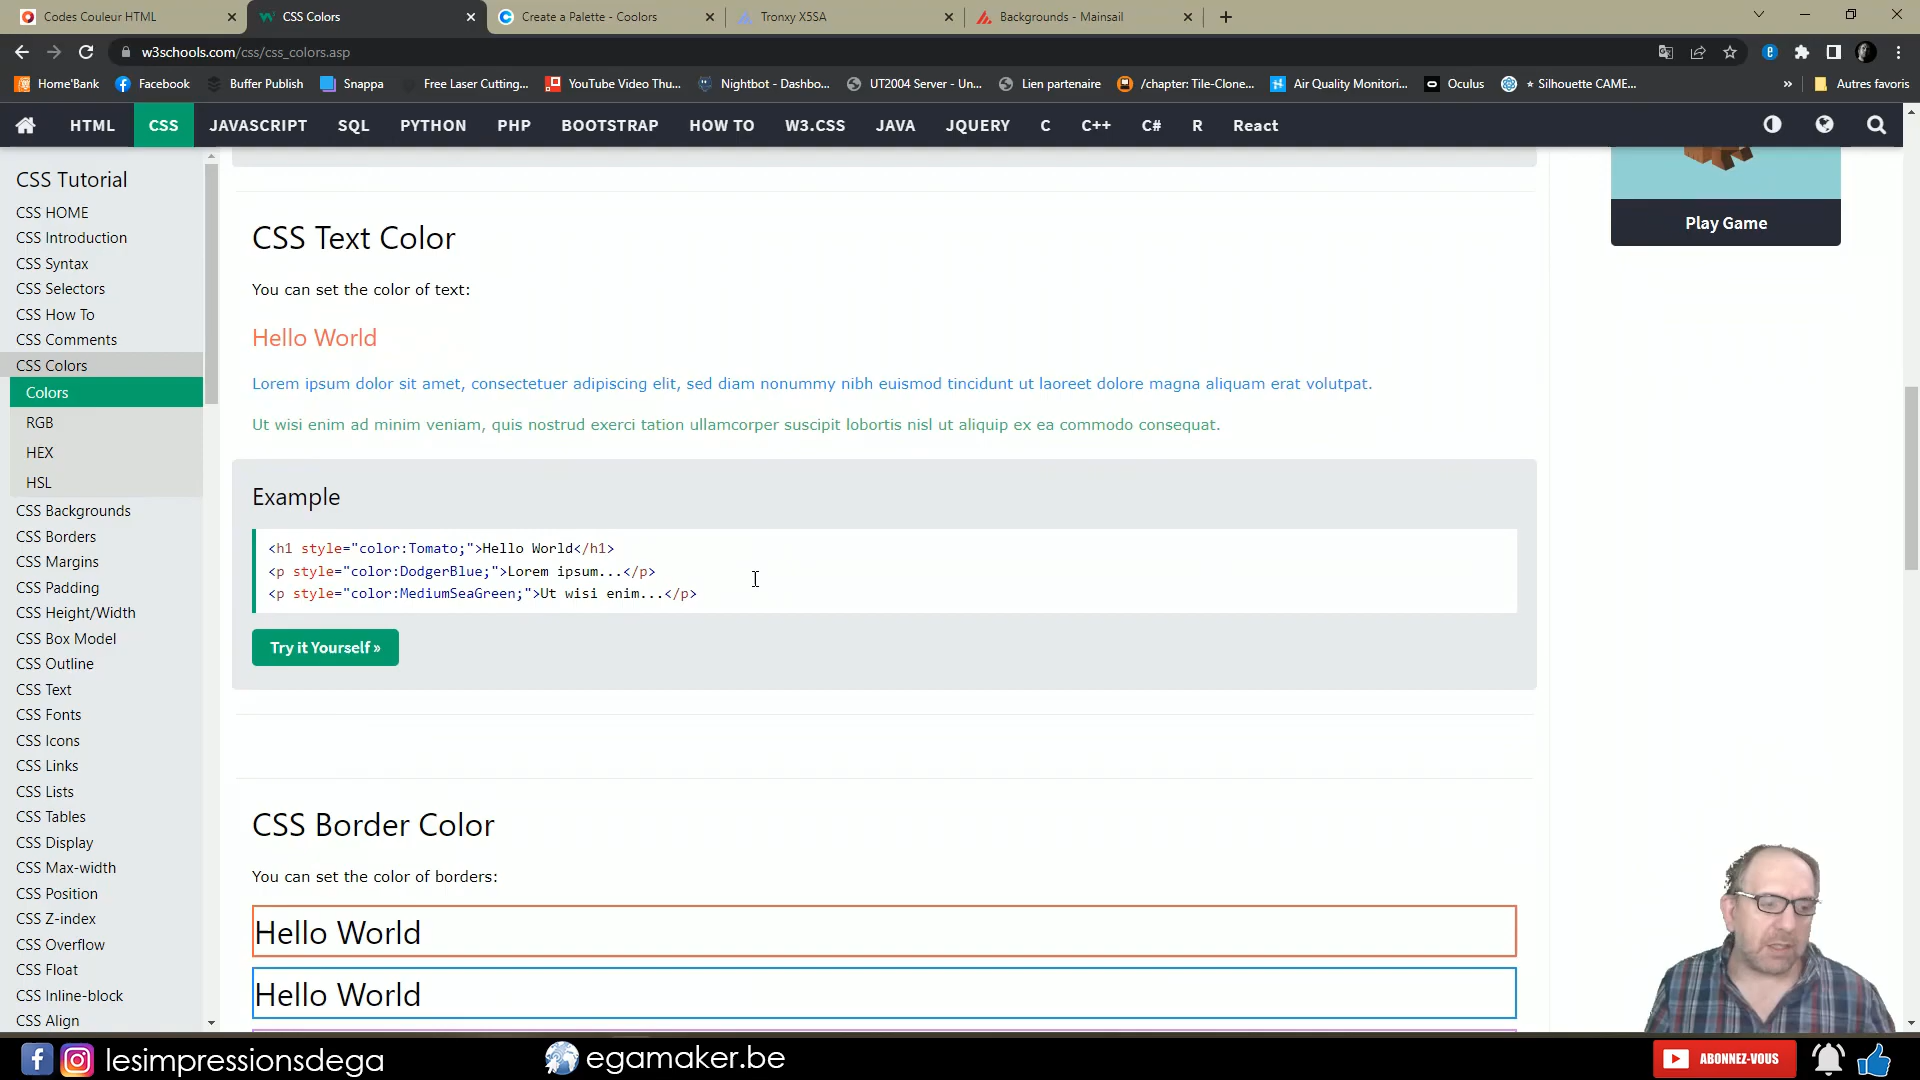 Codes Couleur HTML
CSS Colors
Create a Palette - Coolors
Tronxy X5SA
Backgrounds - Mainsail
w3schools.com/css/css_colors.asp
Home'Bank
Facebook
Buffer Publish
Snappa
Free Laser Cutting...
YouTube Video Thu...
Nightbot - Dashbo...
UT2004 Server - Un...
Lien partenaire
/chapter: Tile-Clone...
Air Quality Monitori...
Oculus
★ Silhouette CAME...
»
Autres favoris
HTML
CSS
JAVASCRIPT
SQL
PYTHON
PHP
BOOTSTRAP
HOW TO
W3.CSS
JAVA
JQUERY
C
C++
C#
R
React
CSS Tutorial
CSS HOME
CSS Introduction
CSS Syntax
CSS Selectors
CSS How To
CSS Comments
CSS Colors
Colors
RGB
HEX
HSL
CSS Backgrounds
CSS Borders
CSS Margins
CSS Padding
CSS Height/Width
CSS Box Model
CSS Outline
CSS Text
CSS Fonts
CSS Icons
CSS Links
CSS Lists
CSS Tables
CSS Display
CSS Max-width
CSS Position
CSS Z-index
CSS Overflow
CSS Float
CSS Inline-block
CSS Align
CSS Text Color
You can set the color of text:
Hello World
Lorem ipsum dolor sit amet, consectetuer adipiscing elit, sed diam nonummy nibh euismod tincidunt ut laoreet dolore magna aliquam erat volutpat.
Ut wisi enim ad minim veniam, quis nostrud exerci tation ullamcorper suscipit lobortis nisl ut aliquip ex ea commodo consequat.
Example
<h1 style="color:Tomato;">Hello World</h1>
<p style="color:DodgerBlue;">Lorem ipsum...</p>
<p style="color:MediumSeaGreen;">Ut wisi enim...</p>
Try it Yourself »
CSS Border Color
You can set the color of borders:
Hello World
Hello World
Play Game
lesimpressionsdega
egamaker.be
ABONNEZ-VOUS